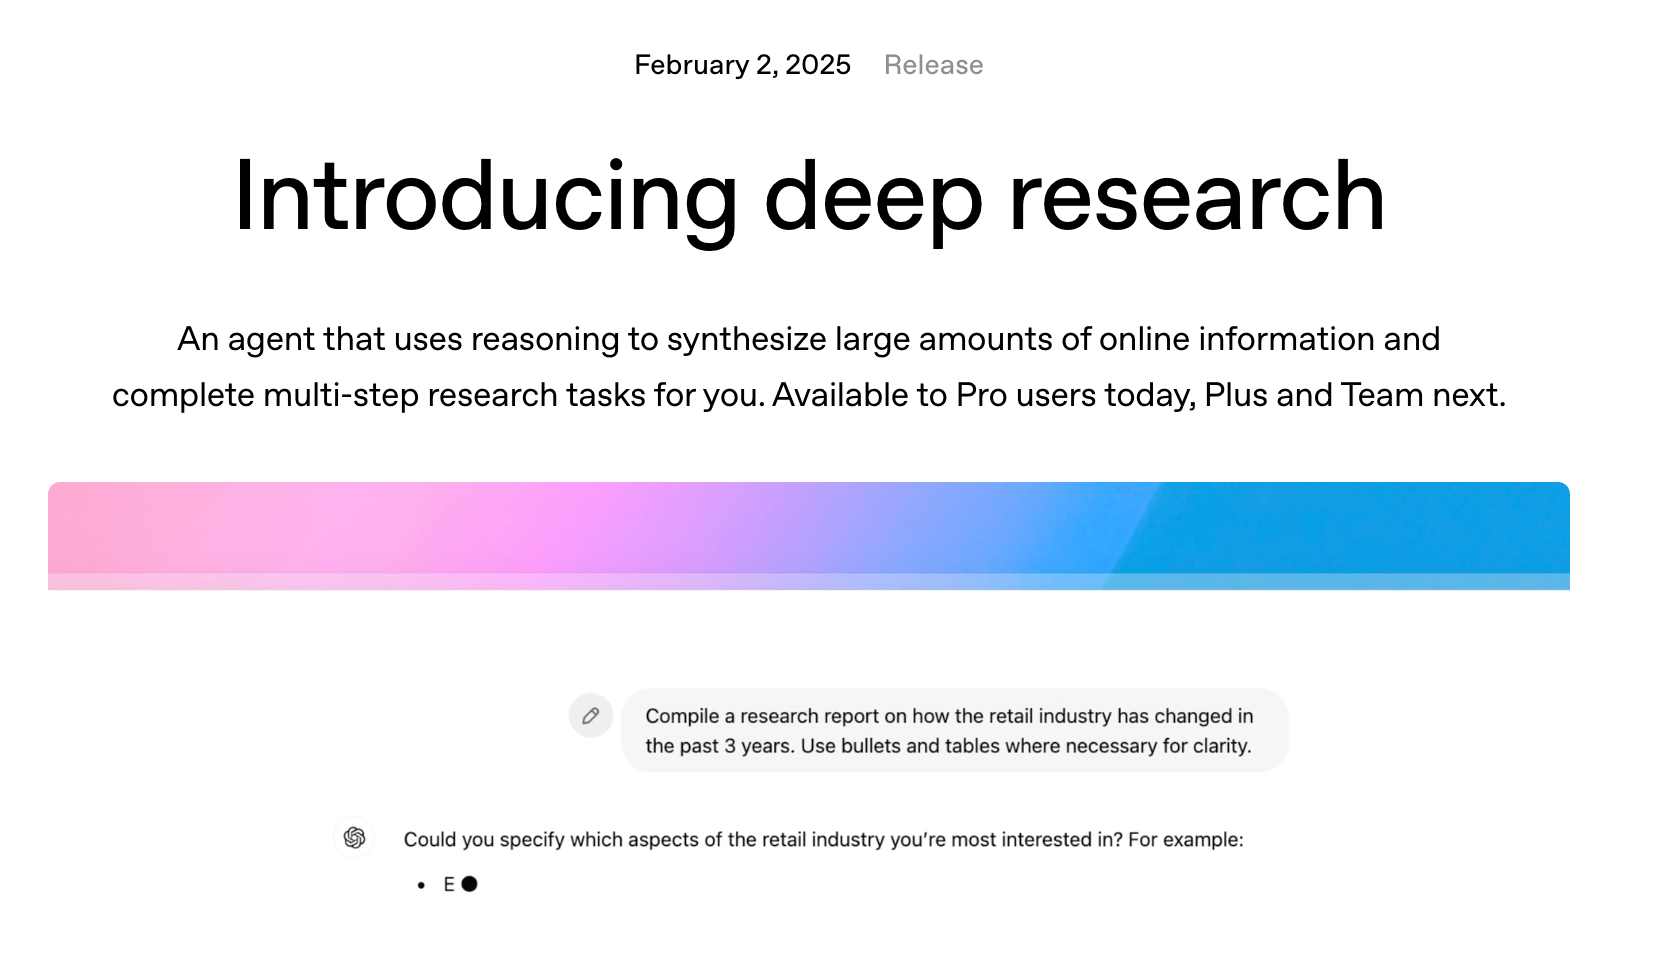 February 2, 2025 Release
Introducing deep research
An agent that uses reasoning to synthesize large amounts of online information and
complete multi-step research tasks for you. Available to Pro users today, Plus and Team next.
Compile a research report on how the retail industry has changed in
the past 3 years. Use bullets and tables where necessary for clarity.
Could you specify which aspects of the retail industry you’re most interested in? For example:
• E